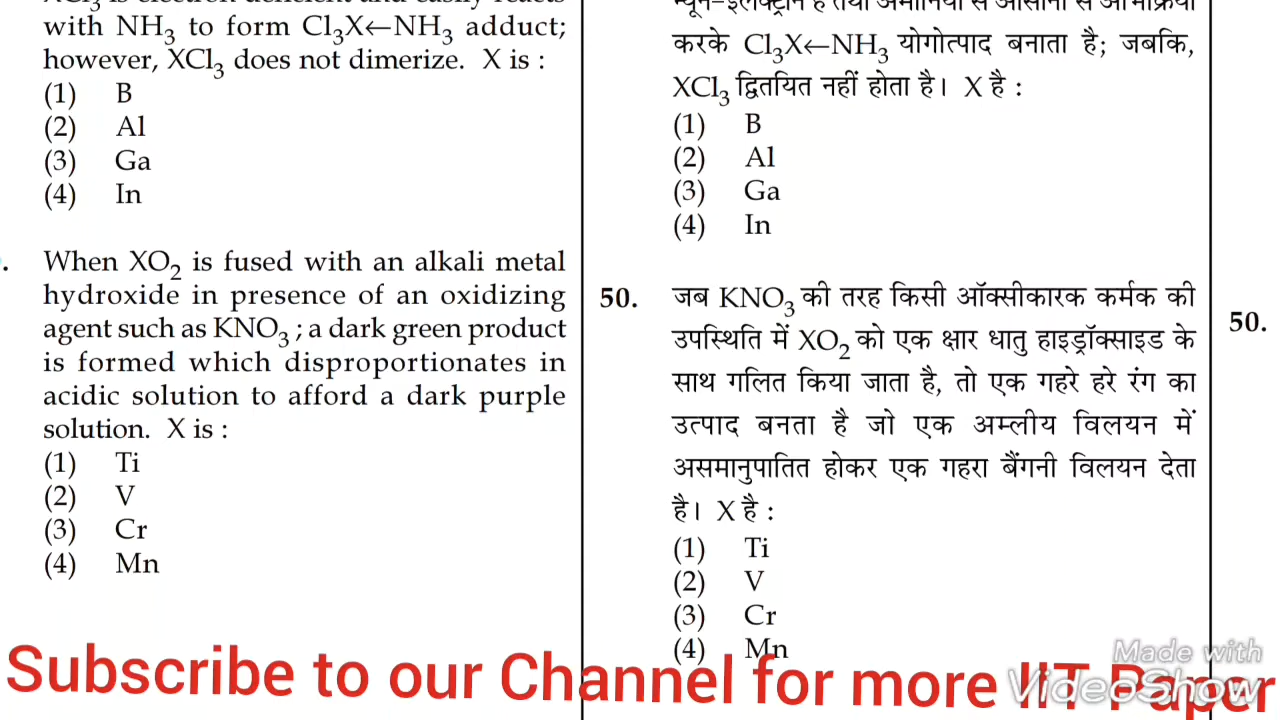 with NH3 to form Cl3X←NH3 adduct;
however, XCl3 does not dimerize. X is :
(1) B
(2) Al
(3) Ga
(4) In
When XO2 is fused with an alkali metal
hydroxide in presence of an oxidizing
agent such as KNO3 ; a dark green product
is formed which disproportionates in
acidic solution to afford a dark purple
solution. X is :
(1) Ti
(2) V
(3) Cr
(4) Mn
करके Cl3X←NH3 योगोत्पाद बनाता है; जबकि,
XCl3 द्वितयित नहीं होता है। X है :
(1) B
(2) Al
(3) Ga
(4) In
50. जब KNO3 की तरह किसी ऑक्सीकारक कर्मक की
उपस्थिति में XO2 को एक क्षार धातु हाइड्रॉक्साइड के
साथ गलित किया जाता है, तो एक गहरे हरे रंग का
उत्पाद बनता है जो एक अम्लीय विलयन में
असमानुपातित होकर एक गहरा बैंगनी विलयन देता
है। X है :
(1) Ti
(2) V
(3) Cr
(4) Mn
50.
Subscribe to our Channel for more IIT Paper
Made with
VideoShow